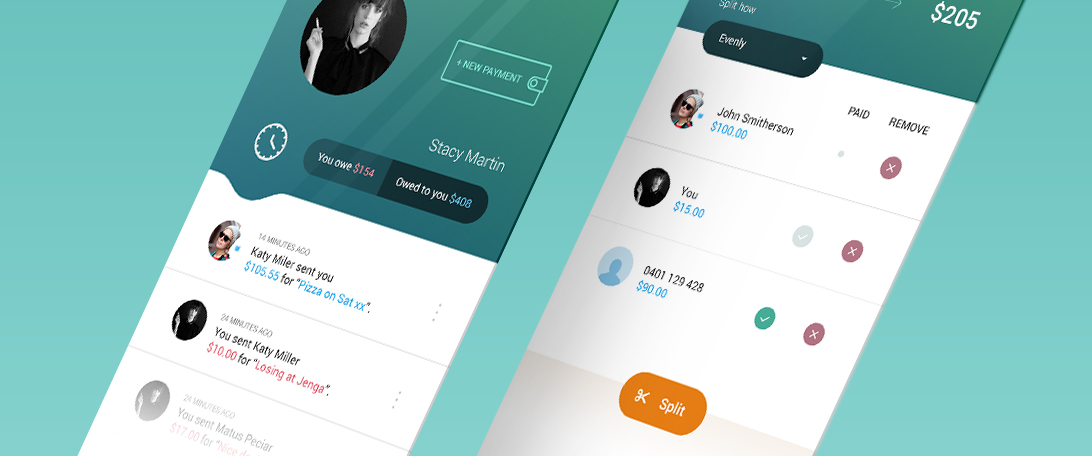 + NEW PAYMENT
Stacy Martin
You owe $154
Owed to you $408
14 MINUTES AGO
Katy Miler sent you
$105.55 for "Pizza on Sat xx".
24 MINUTES AGO
You sent Katy Miller
$10.00 for "Losing at Jenga".
24 MINUTES AGO
You sent Matus Peciar
$17.00 for "Nice
Split how
$205
Evenly
PAID REMOVE
John Smitherson
$100.00
You
$15.00
0401 129 428
$90.00
Split